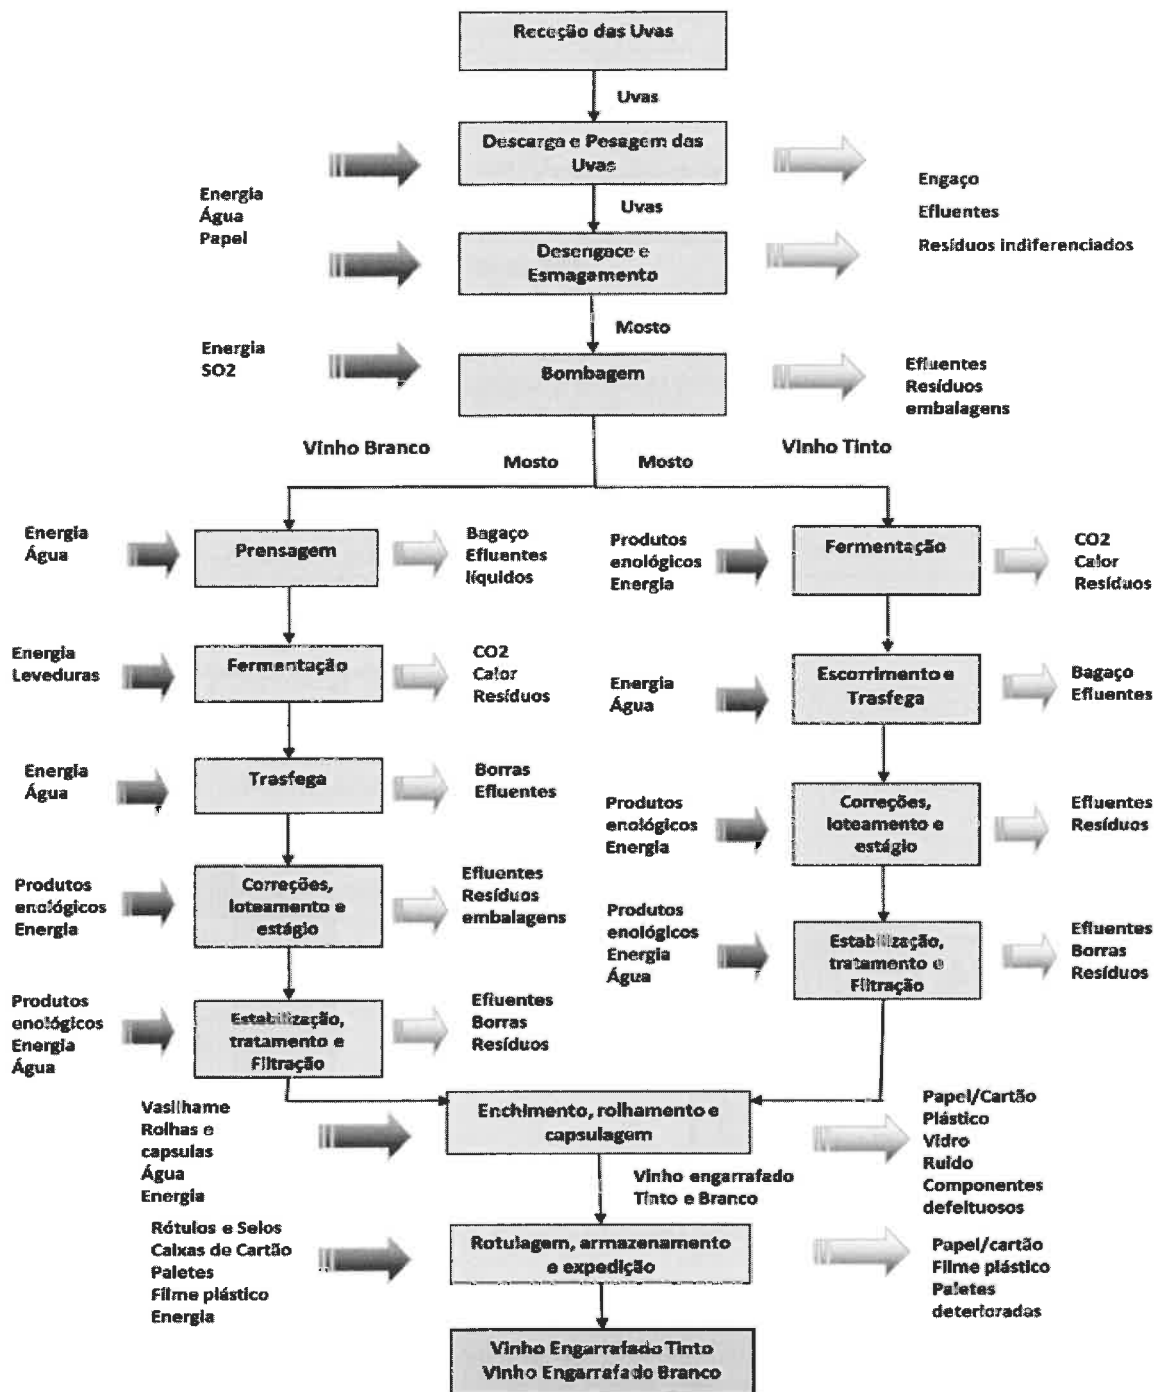 Receção das Uvas
Uvas
Descarga e Pesagem das
Uvas
Energia
Água
Papel
Engaço
Efluentes
Resíduos indiferenciados
Uvas
Desengace e
Esmagamento
Mosto
Energia
SO2
Bombagem
Efluentes
Resíduos
embalagens
Vinho Branco
Mosto
Mosto
Vinho Tinto
Energia
Água
Prensagem
Bagaço
Efluentes
líquidos
Produtos
enológicos
Energia
Fermentação
CO2
Calor
Resíduos
Energia
Leveduras
Fermentação
CO2
Calor
Resíduos
Energia
Água
Escorrimento e
Trasfega
Bagaço
Efluentes
Energia
Água
Trasfega
Borras
Efluentes
Produtos
enológicos
Energia
Correções,
loteamento e
estágio
Efluentes
Resíduos
Produtos
enológicos
Energia
Correções,
loteamento e
estágio
Efluentes
Resíduos
embalagens
Produtos
enológicos
Energia
Água
Estabilização,
tratamento e
Filtração
Efluentes
Borras
Resíduos
Produtos
enológicos
Energia
Água
Estabilização,
tratamento e
Filtração
Efluentes
Borras
Resíduos
Vasilhame
Rolhas e
capsulas
Água
Energia
Enchimento, rolhamento e
capsulagem
Papel/Cartão
Plástico
Vidro
Ruido
Componentes
defeituosos
Vinho engarrafado
Tinto e Branco
Rótulos e Selos
Caixas de Cartão
Paletes
Filme plástico
Energia
Rotulagem, armazenamento
e expedição
Papel/cartão
Filme plástico
Paletes
deterioradas
Vinho Engarrafado Tinto
Vinho Engarrafado Branco